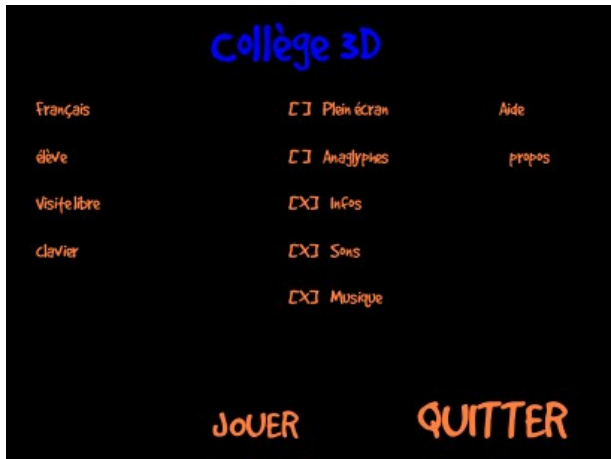 Collège 3D
Français [ ] Plein écran Aide
élève [ ] Anaglyphes propos
Visite libre [X] Infos
clavier [X] Sons
[X] Musique
JOUER QUITTER